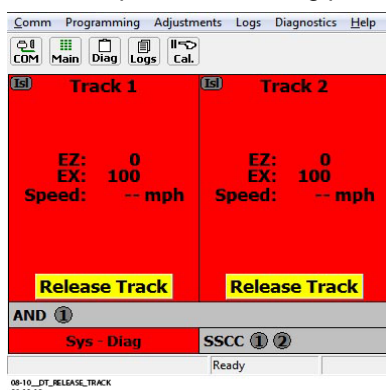 Comm Programming Adjustments Logs Diagnostics Help
COM Main Diag Logs Cal.
Isl Track 1 Isl Track 2
EZ: 0 EZ: 0
EX: 100 EX: 100
Speed: -- mph Speed: -- mph
Release Track Release Track
AND 1
Sys - Diag SSCC 1 2
Ready
08-10__DT_RELEASE_TRACK